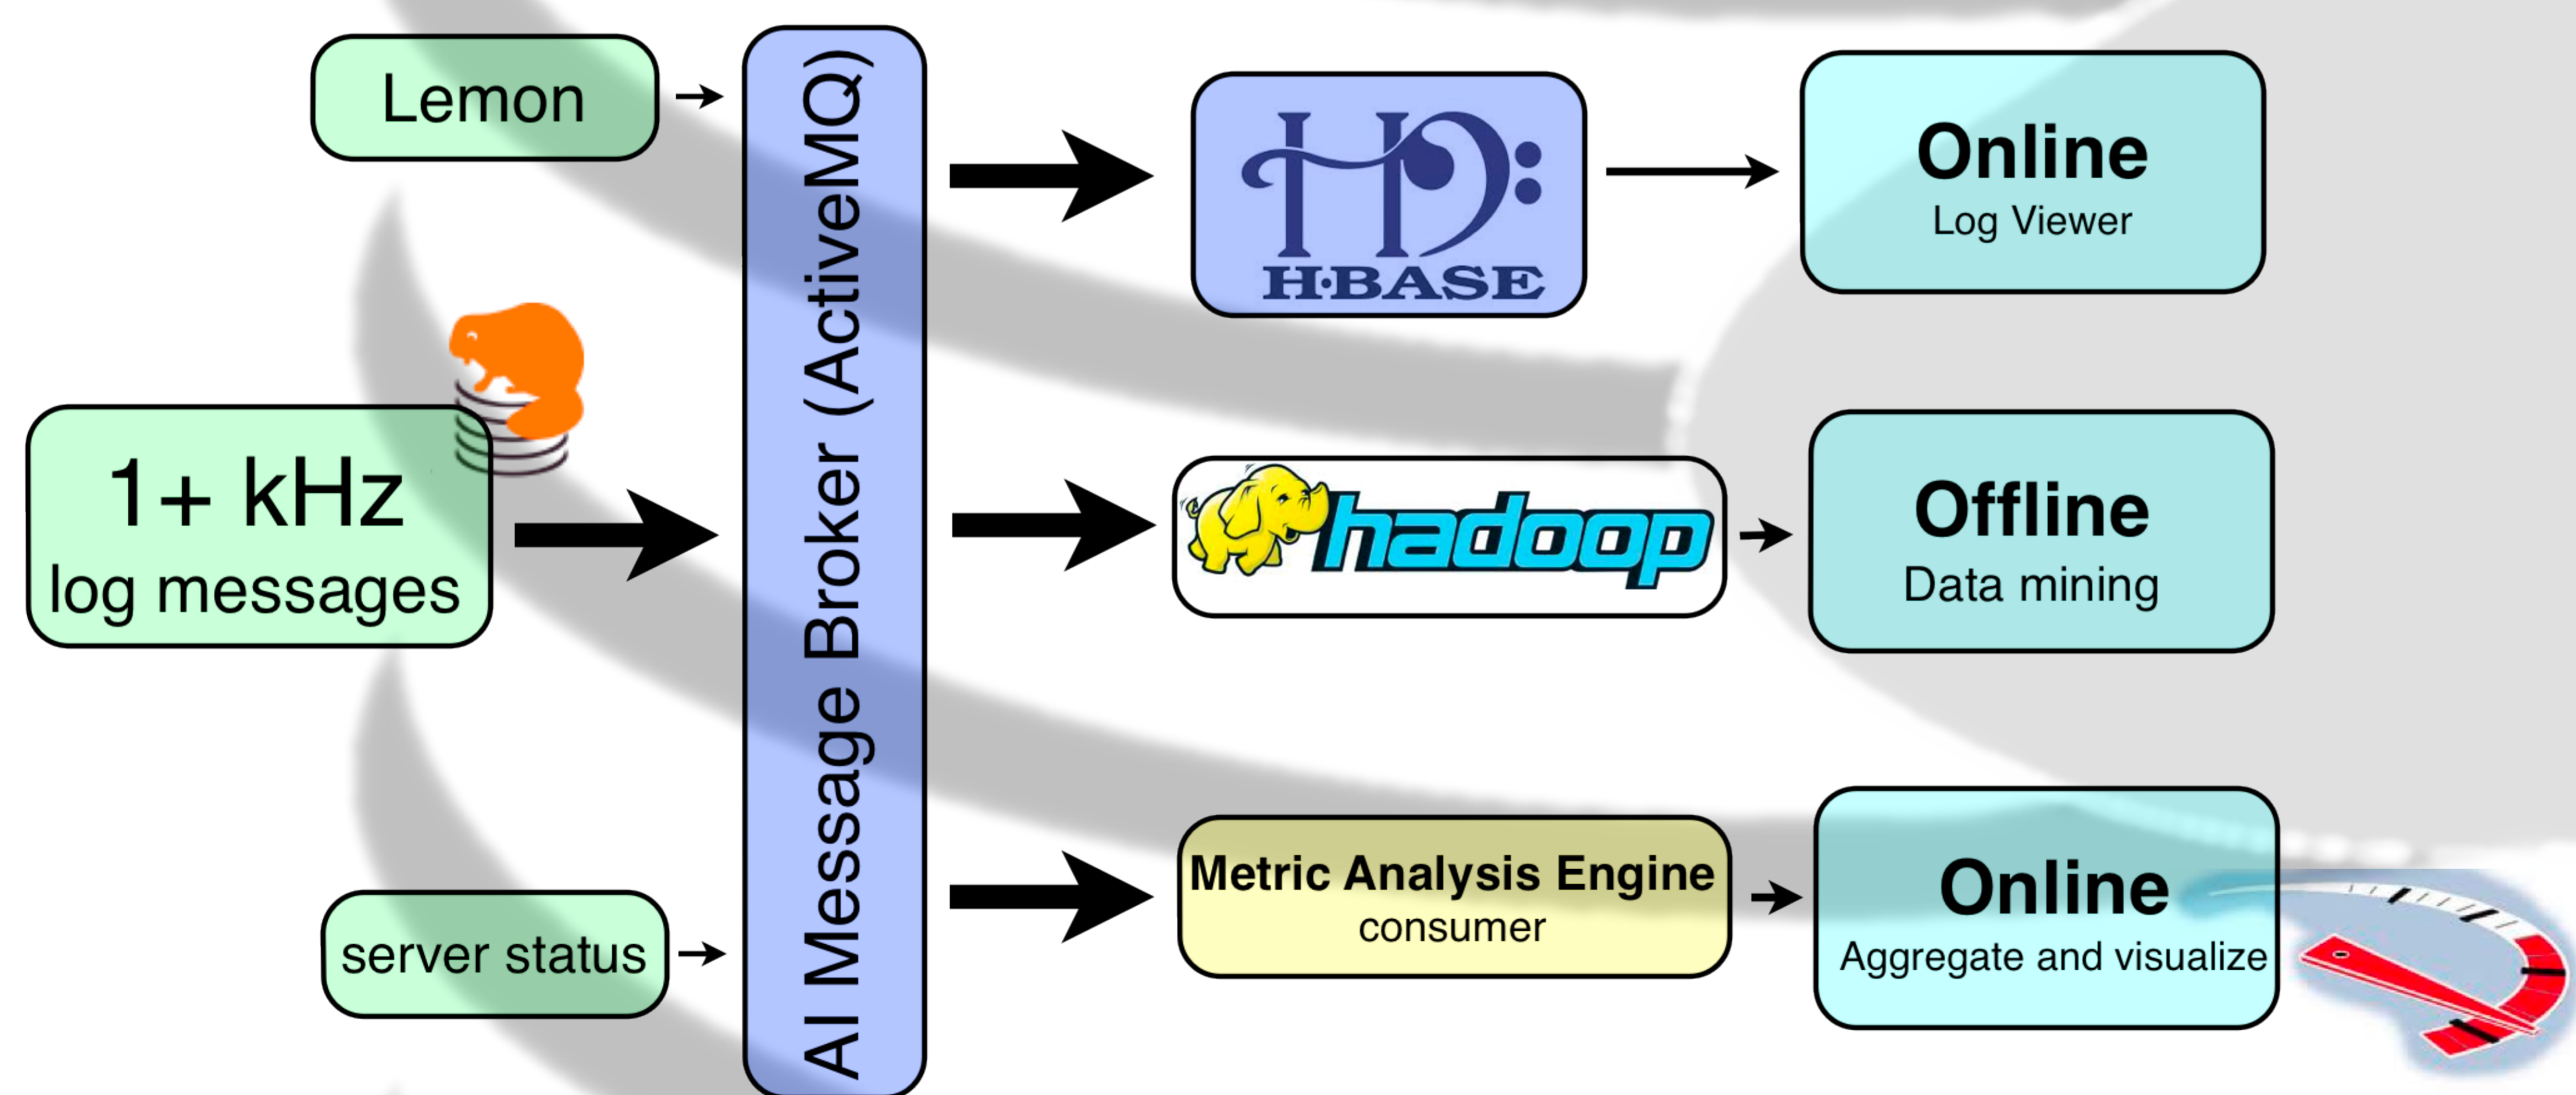 Lemon
1+ kHz
log messages
server status
AI Message Broker (ActiveMQ)
H·BASE
Online
Log Viewer
hadoop
Offline
Data mining
Metric Analysis Engine
consumer
Online
Aggregate and visualize